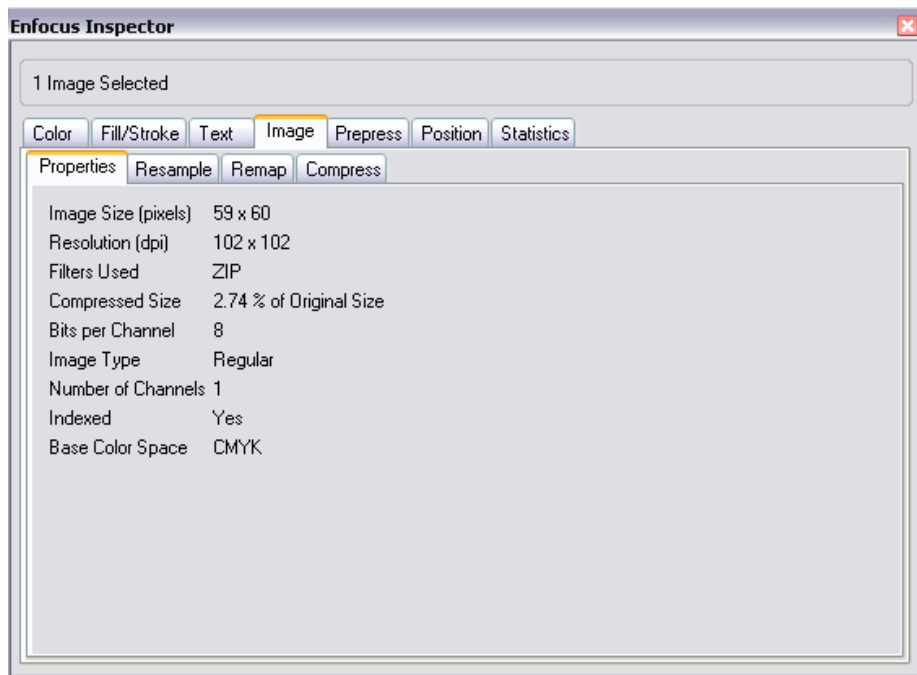 Enfocus Inspector
1 Image Selected
Color Fill/Stroke Text Image Prepress Position Statistics
Properties Resample Remap Compress
Image Size (pixels) 59 x 60
Resolution (dpi) 102 x 102
Filters Used ZIP
Compressed Size 2.74 % of Original Size
Bits per Channel 8
Image Type Regular
Number of Channels 1
Indexed Yes
Base Color Space CMYK